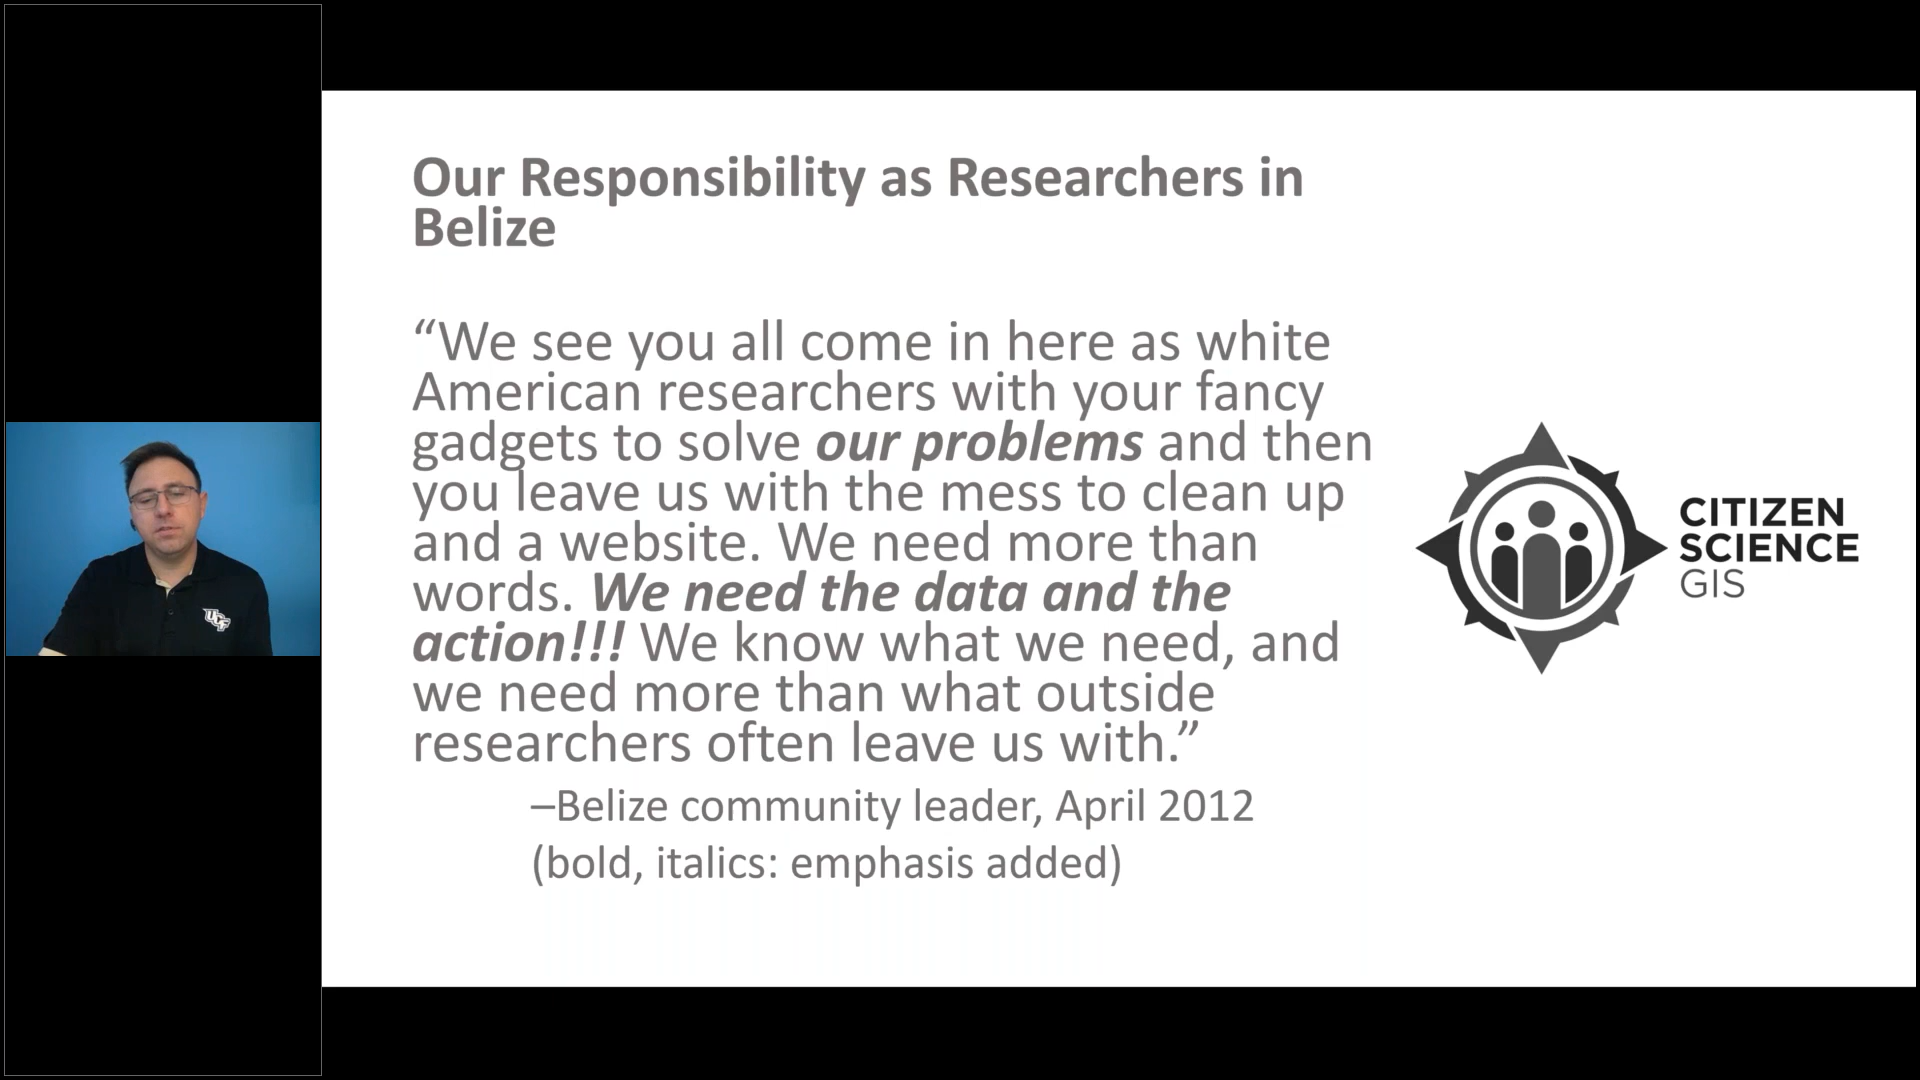 Our Responsibility as Researchers in
Belize
“We see you all come in here as white
American researchers with your fancy
gadgets to solve our problems and then
you leave us with the mess to clean up
and a website. We need more than
words. We need the data and the
action!!! We know what we need, and
we need more than what outside
researchers often leave us with.”
–Belize community leader, April 2012
(bold, italics: emphasis added)
CITIZEN
SCIENCE
GIS
UCF